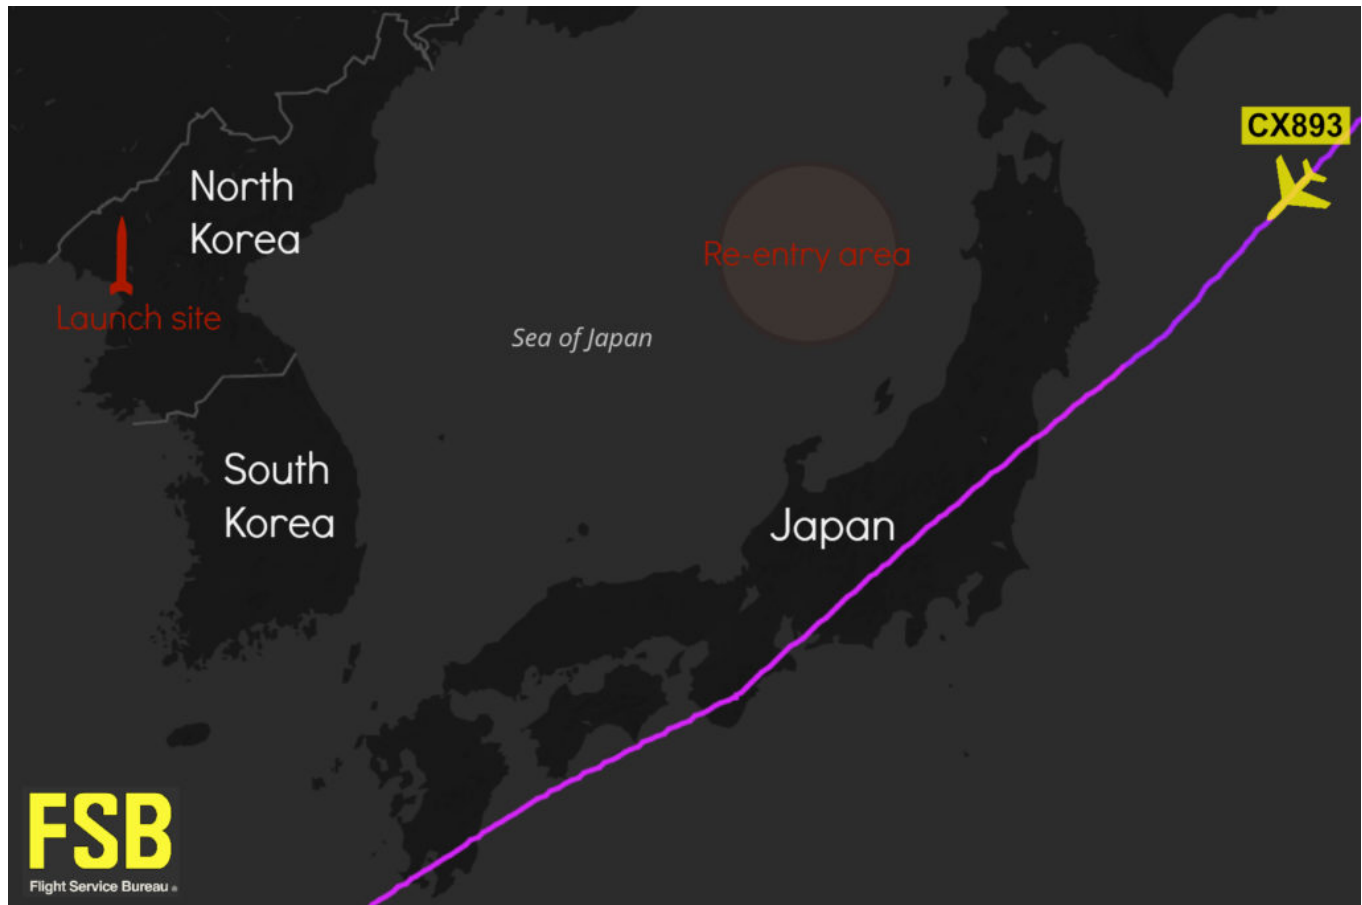 CX893
North
Korea
Re-entry area
Launch site
Sea of Japan
South
Korea
Japan
FSB
Flight Service Bureau